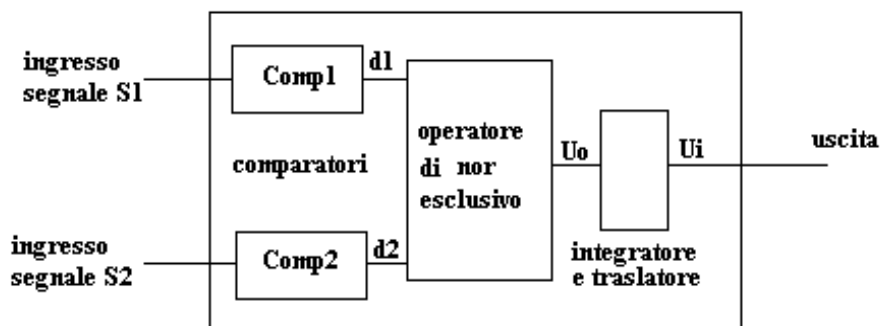 ingresso
segnale S1
Comp1
d1
comparatori
operatore
di nor
esclusivo
Uo
Ui
uscita
ingresso
segnale S2
Comp2
d2
integratore
e traslatore